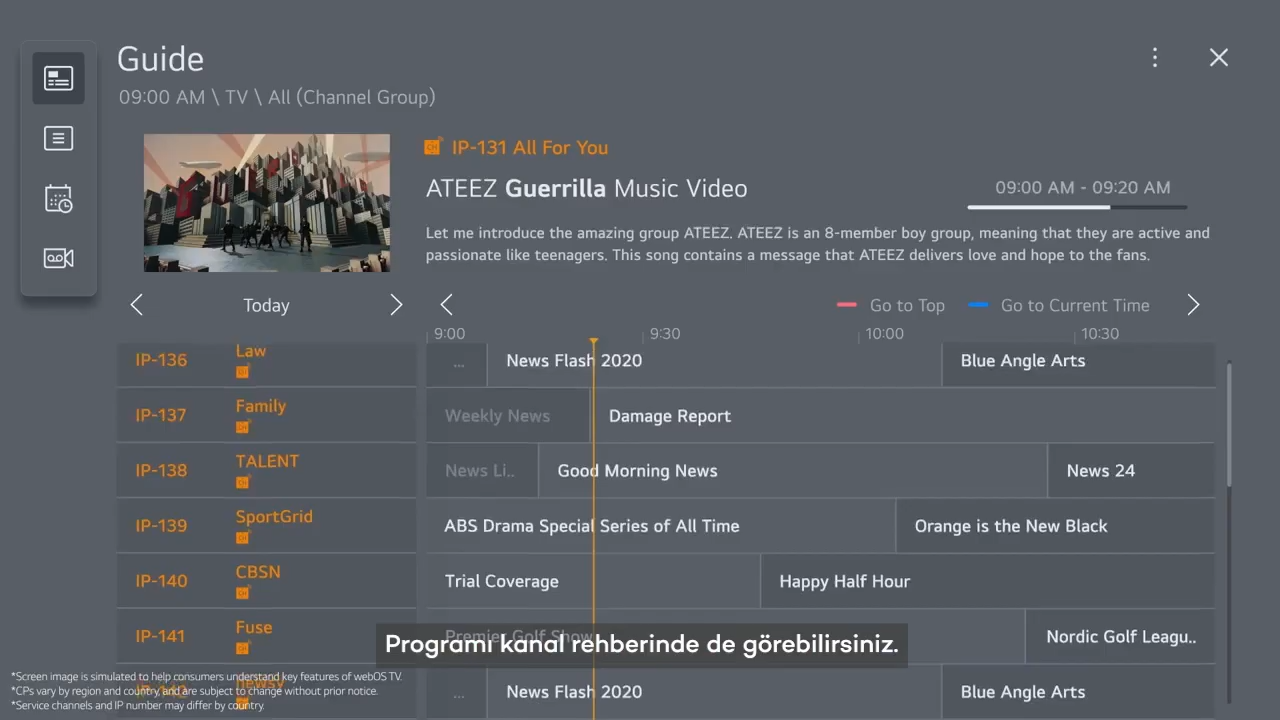 Guide
09:00 AM \ TV \ All (Channel Group)
IP-131 All For You
ATEEZ Guerrilla Music Video
09:00 AM - 09:20 AM
Let me introduce the amazing group ATEEZ. ATEEZ is an 8-member boy group, meaning that they are active and
passionate like teenagers. This song contains a message that ATEEZ delivers love and hope to the fans.
Today
Go to Top
Go to Current Time
9:00
9:30
10:00
10:30
IP-136 Law ... News Flash 2020 Blue Angle Arts
IP-137 Family Weekly News Damage Report
IP-138 TALENT News Li.. Good Morning News News 24
IP-139 SportGrid ABS Drama Special Series of All Time Orange is the New Black
IP-140 CBSN Trial Coverage Happy Half Hour
IP-141 Fuse Premier Golf Show Nordic Golf Leagu..
Programı kanal rehberinde de görebilirsiniz.
newsy ... News Flash 2020 Blue Angle Arts
*Screen image is simulated to help consumers understand key features of webOS TV.
*CPs vary by region and country, and are subject to change without prior notice.
*Service channels and IP number may differ by country.